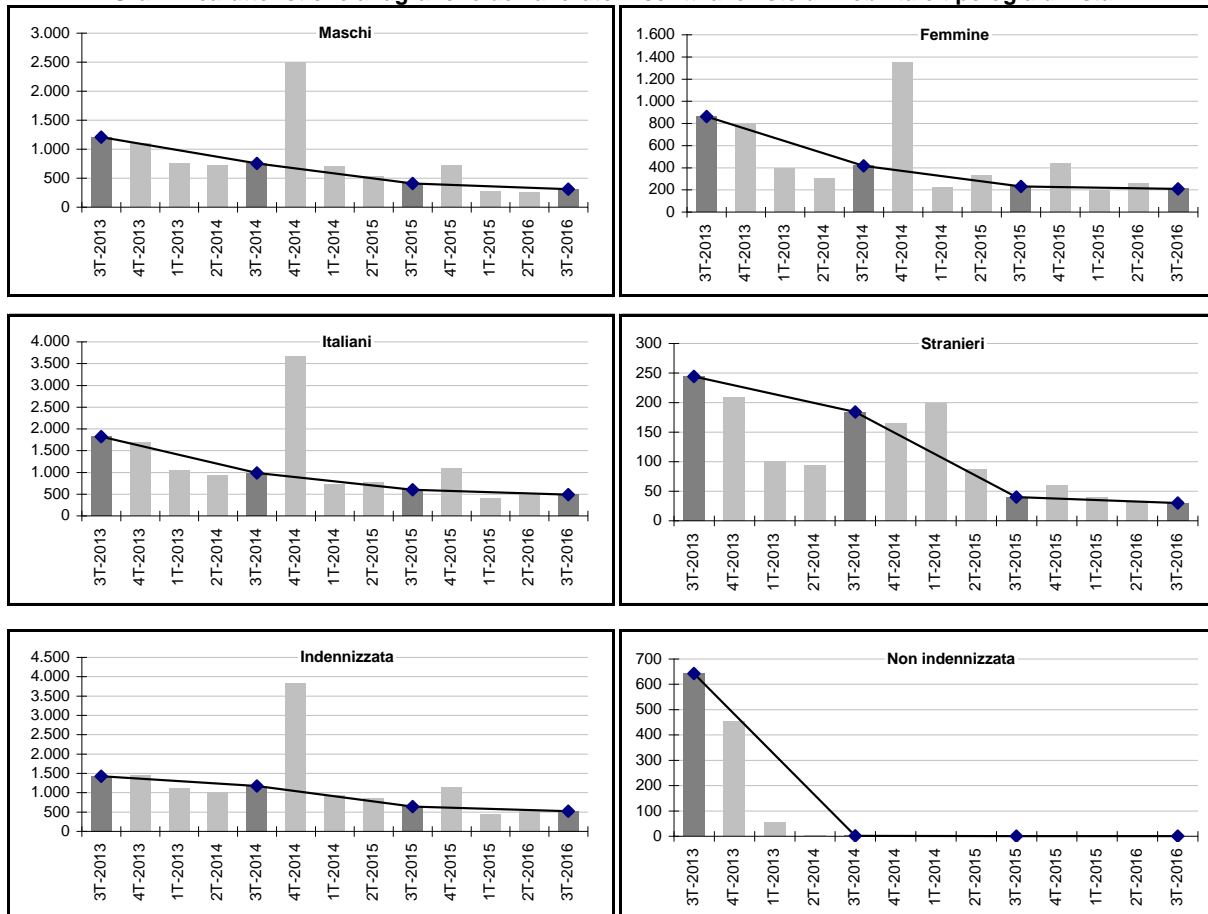 Maschi
3.000
2.500
2.000
1.500
1.000
500
0
3T-2013
4T-2013
1T-2013
2T-2014
3T-2014
4T-2014
1T-2015
2T-2015
3T-2015
4T-2015
1T-2015
2T-2016
3T-2016
Femmine
1.600
1.400
1.200
1.000
800
600
400
200
0
3T-2013
4T-2013
1T-2013
2T-2014
3T-2014
4T-2014
1T-2015
2T-2015
3T-2015
4T-2015
1T-2015
2T-2016
3T-2016
Italiani
4.000
3.500
3.000
2.500
2.000
1.500
1.000
500
0
3T-2013
4T-2013
1T-2013
2T-2014
3T-2014
4T-2014
1T-2015
2T-2015
3T-2015
4T-2015
1T-2015
2T-2016
3T-2016
Stranieri
300
250
200
150
100
50
0
3T-2013
4T-2013
1T-2013
2T-2014
3T-2014
4T-2014
1T-2015
2T-2015
3T-2015
4T-2015
1T-2015
2T-2016
3T-2016
Indennizzata
4.500
4.000
3.500
3.000
2.500
2.000
1.500
1.000
500
0
3T-2013
4T-2013
1T-2013
2T-2014
3T-2014
4T-2014
1T-2015
2T-2015
3T-2015
4T-2015
1T-2015
2T-2016
3T-2016
Non indennizzata
700
600
500
400
300
200
100
0
3T-2013
4T-2013
1T-2013
2T-2014
3T-2014
4T-2014
1T-2015
2T-2015
3T-2015
4T-2015
1T-2015
2T-2016
3T-2016